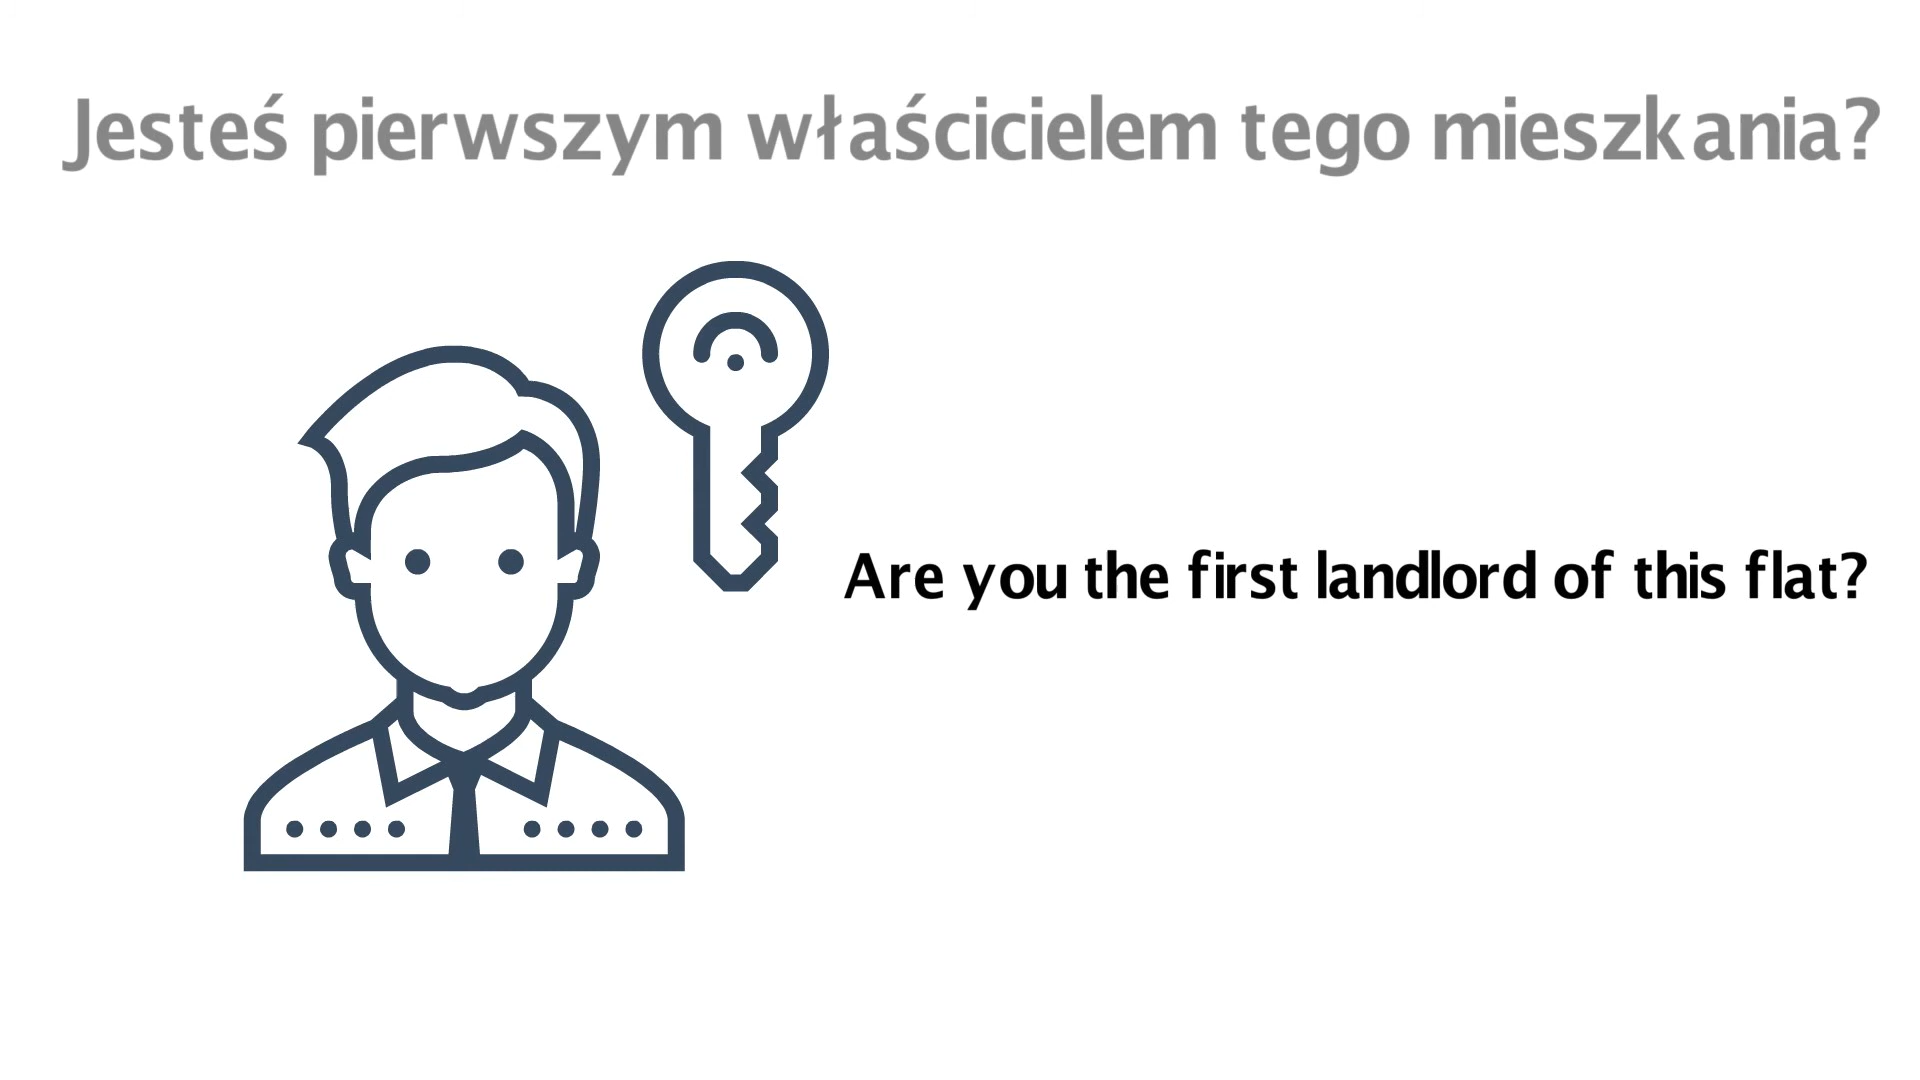 Jesteś pierwszym właścicielem tego mieszkania?
Are you the first landlord of this flat?